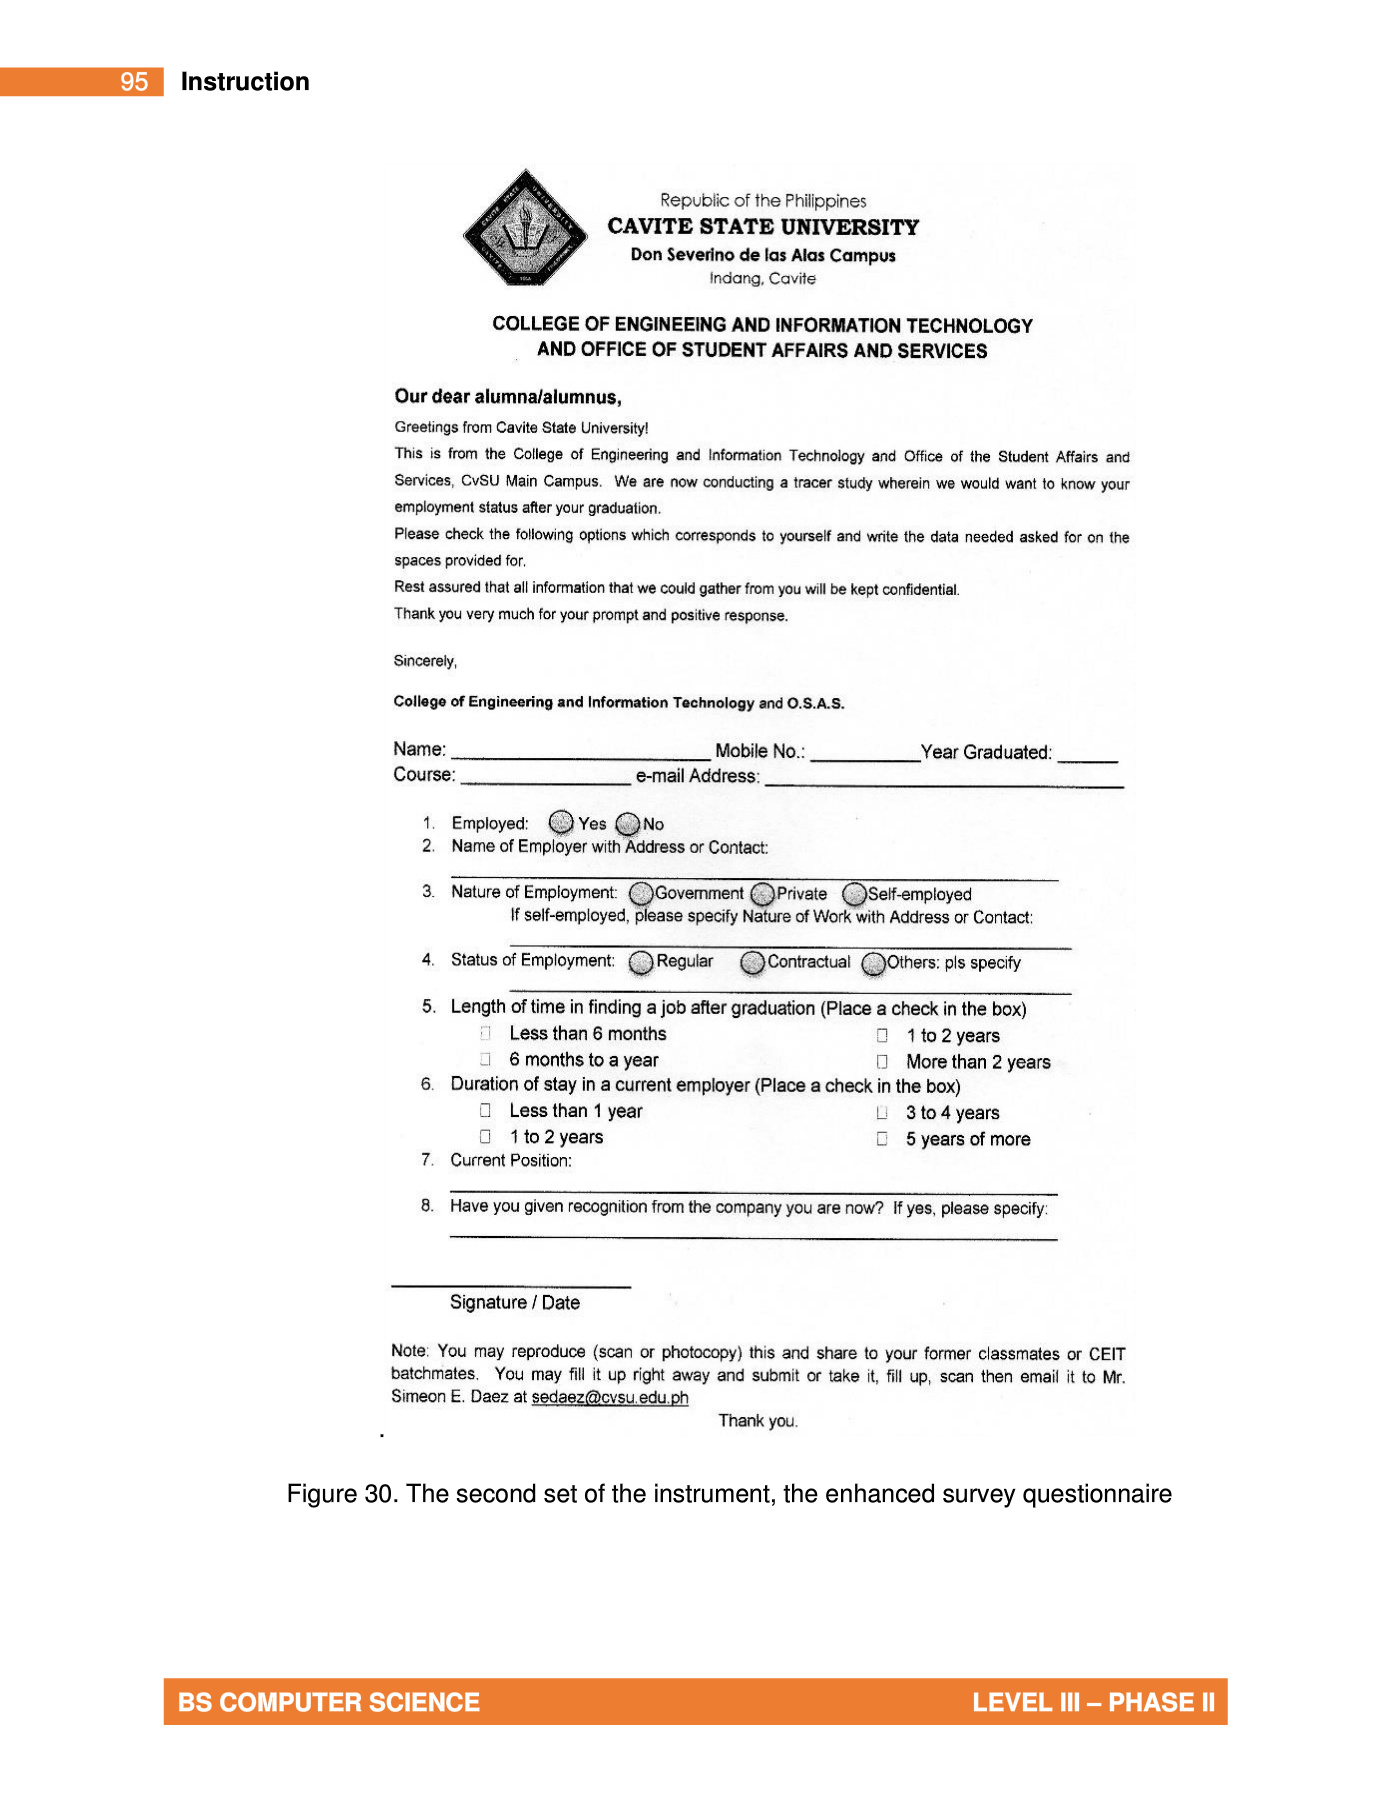 95 Instruction
CAVITE STATE UNIVERSITY
Republic of the Philippines
CAVITE STATE UNIVERSITY
Don Severino de las Alas Campus
Indang, Cavite
COLLEGE OF ENGINEEING AND INFORMATION TECHNOLOGY
AND OFFICE OF STUDENT AFFAIRS AND SERVICES
Our dear alumna/alumnus,
Greetings from Cavite State University!
This is from the College of Engineering and Information Technology and Office of the Student Affairs and
Services, CvSU Main Campus. We are now conducting a tracer study wherein we would want to know your
employment status after your graduation.
Please check the following options which corresponds to yourself and write the data needed asked for on the
spaces provided for.
Rest assured that all information that we could gather from you will be kept confidential.
Thank you very much for your prompt and positive response.
Sincerely,
College of Engineering and Information Technology and O.S.A.S.
Name: Mobile No.: Year Graduated:
Course: e-mail Address:
1. Employed: Yes No
2. Name of Employer with Address or Contact:
3. Nature of Employment: Government Private Self-employed
If self-employed, please specify Nature of Work with Address or Contact:
4. Status of Employment: Regular Contractual Others: pls specify
5. Length of time in finding a job after graduation (Place a check in the box)
Less than 6 months 1 to 2 years
6 months to a year More than 2 years
6. Duration of stay in a current employer (Place a check in the box)
Less than 1 year 3 to 4 years
1 to 2 years 5 years of more
7. Current Position:
8. Have you given recognition from the company you are now? If yes, please specify:
Signature / Date
Note: You may reproduce (scan or photocopy) this and share to your former classmates or CEIT
batchmates. You may fill it up right away and submit or take it, fill up, scan then email it to Mr.
Simeon E. Daez at sedaez@cvsu.edu.ph
Thank you.
.
Figure 30. The second set of the instrument, the enhanced survey questionnaire
BS COMPUTER SCIENCE LEVEL III – PHASE II